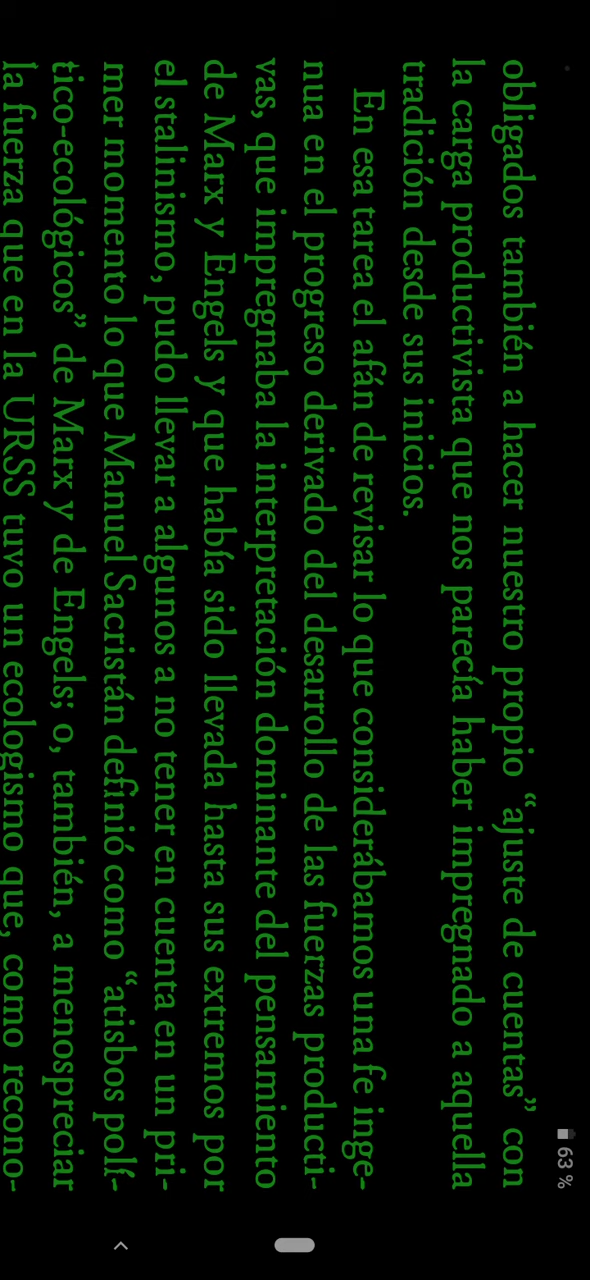 63 %
obligados también a hacer nuestro propio “ajuste de cuentas” con
la carga productivista que nos parecía haber impregnado a aquella
tradición desde sus inicios.
En esa tarea el afán de revisar lo que considerábamos una fe inge-
nua en el progreso derivado del desarrollo de las fuerzas producti-
vas, que impregnaba la interpretación dominante del pensamiento
de Marx y Engels y que había sido llevada hasta sus extremos por
el stalinismo, pudo llevar a algunos a no tener en cuenta en un pri-
mer momento lo que Manuel Sacristán definió como “atisbos polí-
tico-ecológicos” de Marx y de Engels; o, también, a menospreciar
la fuerza que en la URSS tuvo un ecologismo que, como recono-